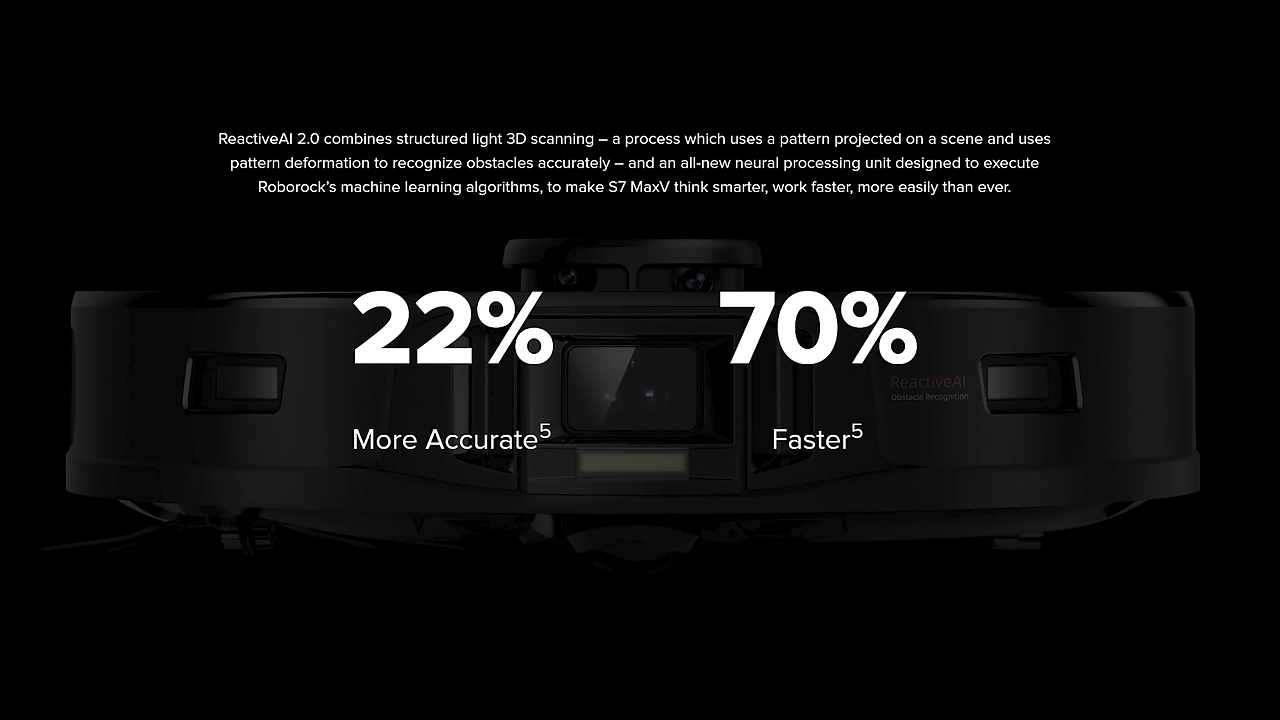 ReactiveAI 2.0 combines structured light 3D scanning – a process which uses a pattern projected on a scene and uses
pattern deformation to recognize obstacles accurately – and an all-new neural processing unit designed to execute
Roborock’s machine learning algorithms, to make S7 MaxV think smarter, work faster, more easily than ever.
22%
70%
ReactiveAI
Obstacle Recognition
More Accurate5
Faster5